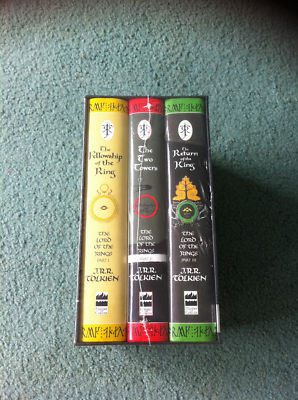 The
Fellowship
of the
Ring
THE
LORD
OF THE
RINGS
PART I
J.R.R.
TOLKIEN
The
Two
Towers
THE
LORD
OF THE
RINGS
PART II
J.R.R.
TOLKIEN
The
Return
of the
King
THE
LORD
OF THE
RINGS
PART III
J.R.R.
TOLKIEN